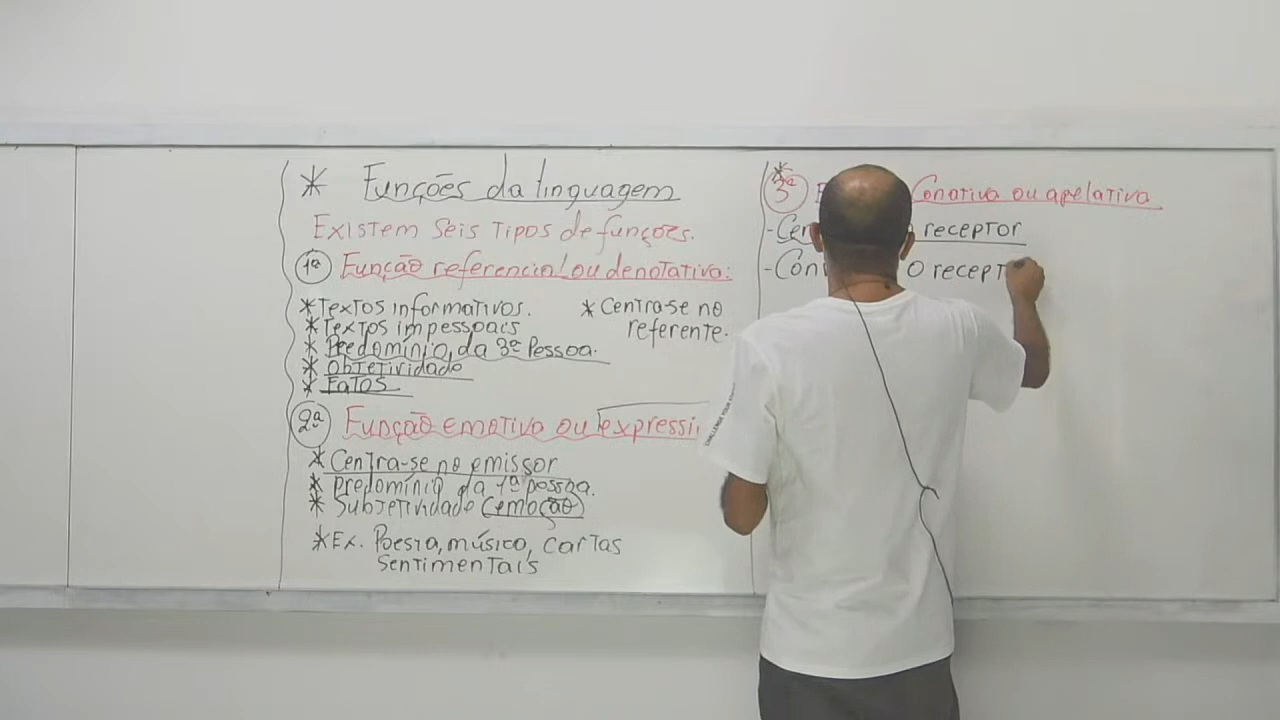 * Funções da linguagem
Existem seis tipos de funções.
1ª Função referencial ou denotativa:
* Textos informativos.
* Textos impessoais
* Predomínio da 3ª pessoa.
* Objetividade
* Fatos
* Centra-se no
referente.
2ª Função emotiva ou expressi
* Centra-se no emissor
* Predomínio da 1ª pessoa.
* Subjetividade (emoção)
* Ex. Poesia, músico, cartas
sentimentais
* 3ª Conativa ou apelativa
- receptor
- O recept